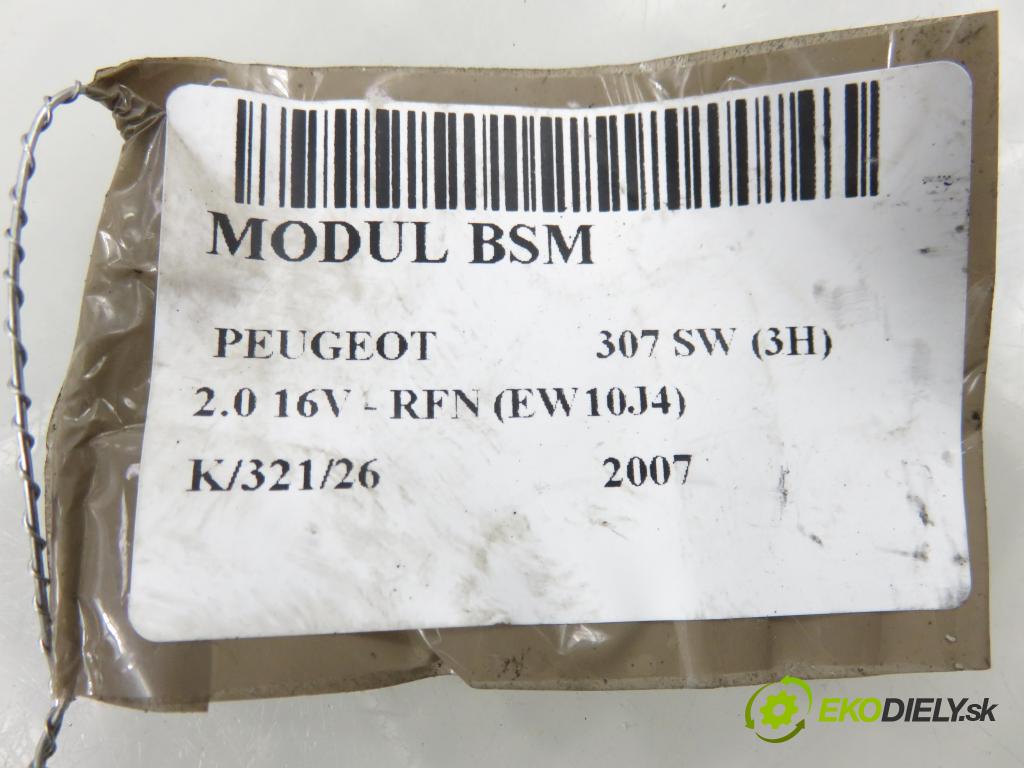 MODUL BSM
PEUGEOT 307 SW (3H)
2.0 16V - RFN (EW10J4)
K/321/26 2007
EKODIELY.sk